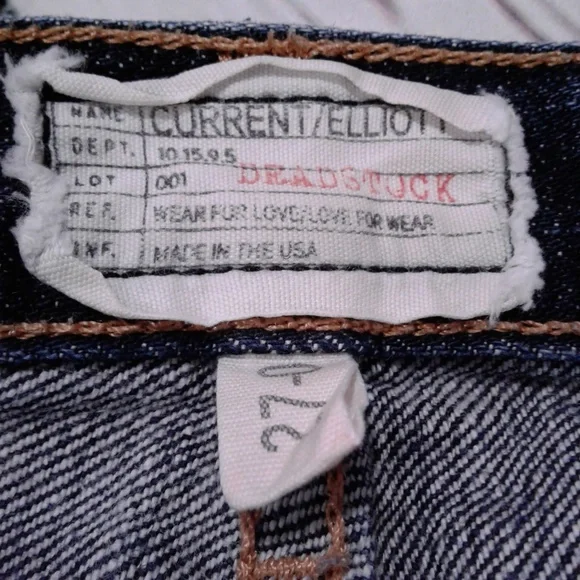 NAME CURRENT/ELLIOTT
DEPT. 10.15.9.5
LOT 001 DEADSTOCK
REF. WEAR FOR LOVE/LOVE FOR WEAR
INF. MADE IN THE USA
27